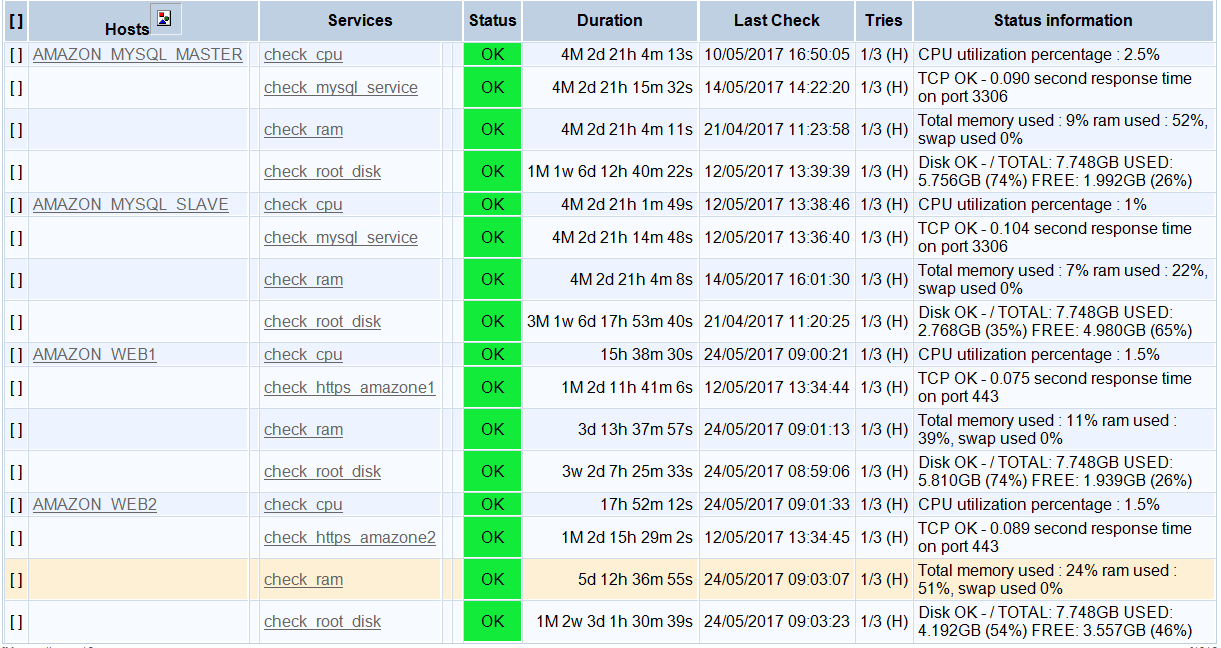 [ ] Hosts Services Status Duration Last Check Tries Status information
[ ] AMAZON_MYSQL_MASTER check_cpu OK 4M 2d 21h 4m 13s 10/05/2017 16:50:05 1/3 (H) CPU utilization percentage : 2.5%
[ ] check_mysql_service OK 4M 2d 21h 15m 32s 14/05/2017 14:22:20 1/3 (H) TCP OK - 0.090 second response time
on port 3306
[ ] check_ram OK 4M 2d 21h 4m 11s 21/04/2017 11:23:58 1/3 (H) Total memory used : 9% ram used : 52%,
swap used 0%
[ ] check_root_disk OK 1M 1w 6d 12h 40m 22s 12/05/2017 13:39:39 1/3 (H) Disk OK - / TOTAL: 7.748GB USED:
5.756GB (74%) FREE: 1.992GB (26%)
[ ] AMAZON_MYSQL_SLAVE check_cpu OK 4M 2d 21h 1m 49s 12/05/2017 13:38:46 1/3 (H) CPU utilization percentage : 1%
[ ] check_mysql_service OK 4M 2d 21h 14m 48s 12/05/2017 13:36:40 1/3 (H) TCP OK - 0.104 second response time
on port 3306
[ ] check_ram OK 4M 2d 21h 4m 8s 14/05/2017 16:01:30 1/3 (H) Total memory used : 7% ram used : 22%,
swap used 0%
[ ] check_root_disk OK 3M 1w 6d 17h 53m 40s 21/04/2017 11:20:25 1/3 (H) Disk OK - / TOTAL: 7.748GB USED:
2.768GB (35%) FREE: 4.980GB (65%)
[ ] AMAZON_WEB1 check_cpu OK 15h 38m 30s 24/05/2017 09:00:21 1/3 (H) CPU utilization percentage : 1.5%
[ ] check_https_amazone1 OK 1M 2d 11h 41m 6s 12/05/2017 13:34:44 1/3 (H) TCP OK - 0.075 second response time
on port 443
[ ] check_ram OK 3d 13h 37m 57s 24/05/2017 09:01:13 1/3 (H) Total memory used : 11% ram used :
39%, swap used 0%
[ ] check_root_disk OK 3w 2d 7h 25m 33s 24/05/2017 08:59:06 1/3 (H) Disk OK - / TOTAL: 7.748GB USED:
5.810GB (74%) FREE: 1.939GB (26%)
[ ] AMAZON_WEB2 check_cpu OK 17h 52m 12s 24/05/2017 09:01:33 1/3 (H) CPU utilization percentage : 1.5%
[ ] check_https_amazone2 OK 1M 2d 15h 29m 2s 12/05/2017 13:34:45 1/3 (H) TCP OK - 0.089 second response time
on port 443
[ ] check_ram OK 5d 12h 36m 55s 24/05/2017 09:03:07 1/3 (H) Total memory used : 24% ram used :
51%, swap used 0%
[ ] check_root_disk OK 1M 2w 3d 1h 30m 39s 24/05/2017 09:03:23 1/3 (H) Disk OK - / TOTAL: 7.748GB USED:
4.192GB (54%) FREE: 3.557GB (46%)